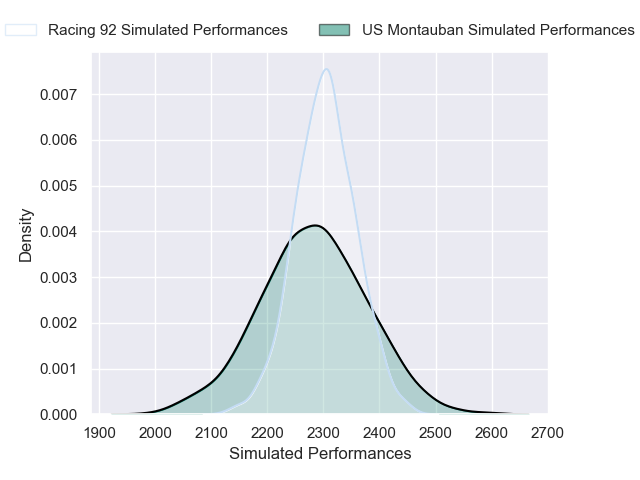 Racing 92 Simulated Performances US Montauban Simulated Performances
0.007
0.006
0.005
0.004
0.003
0.002
0.001
0.000
Density
1900 2000 2100 2200 2300 2400 2500 2600 2700
Simulated Performances